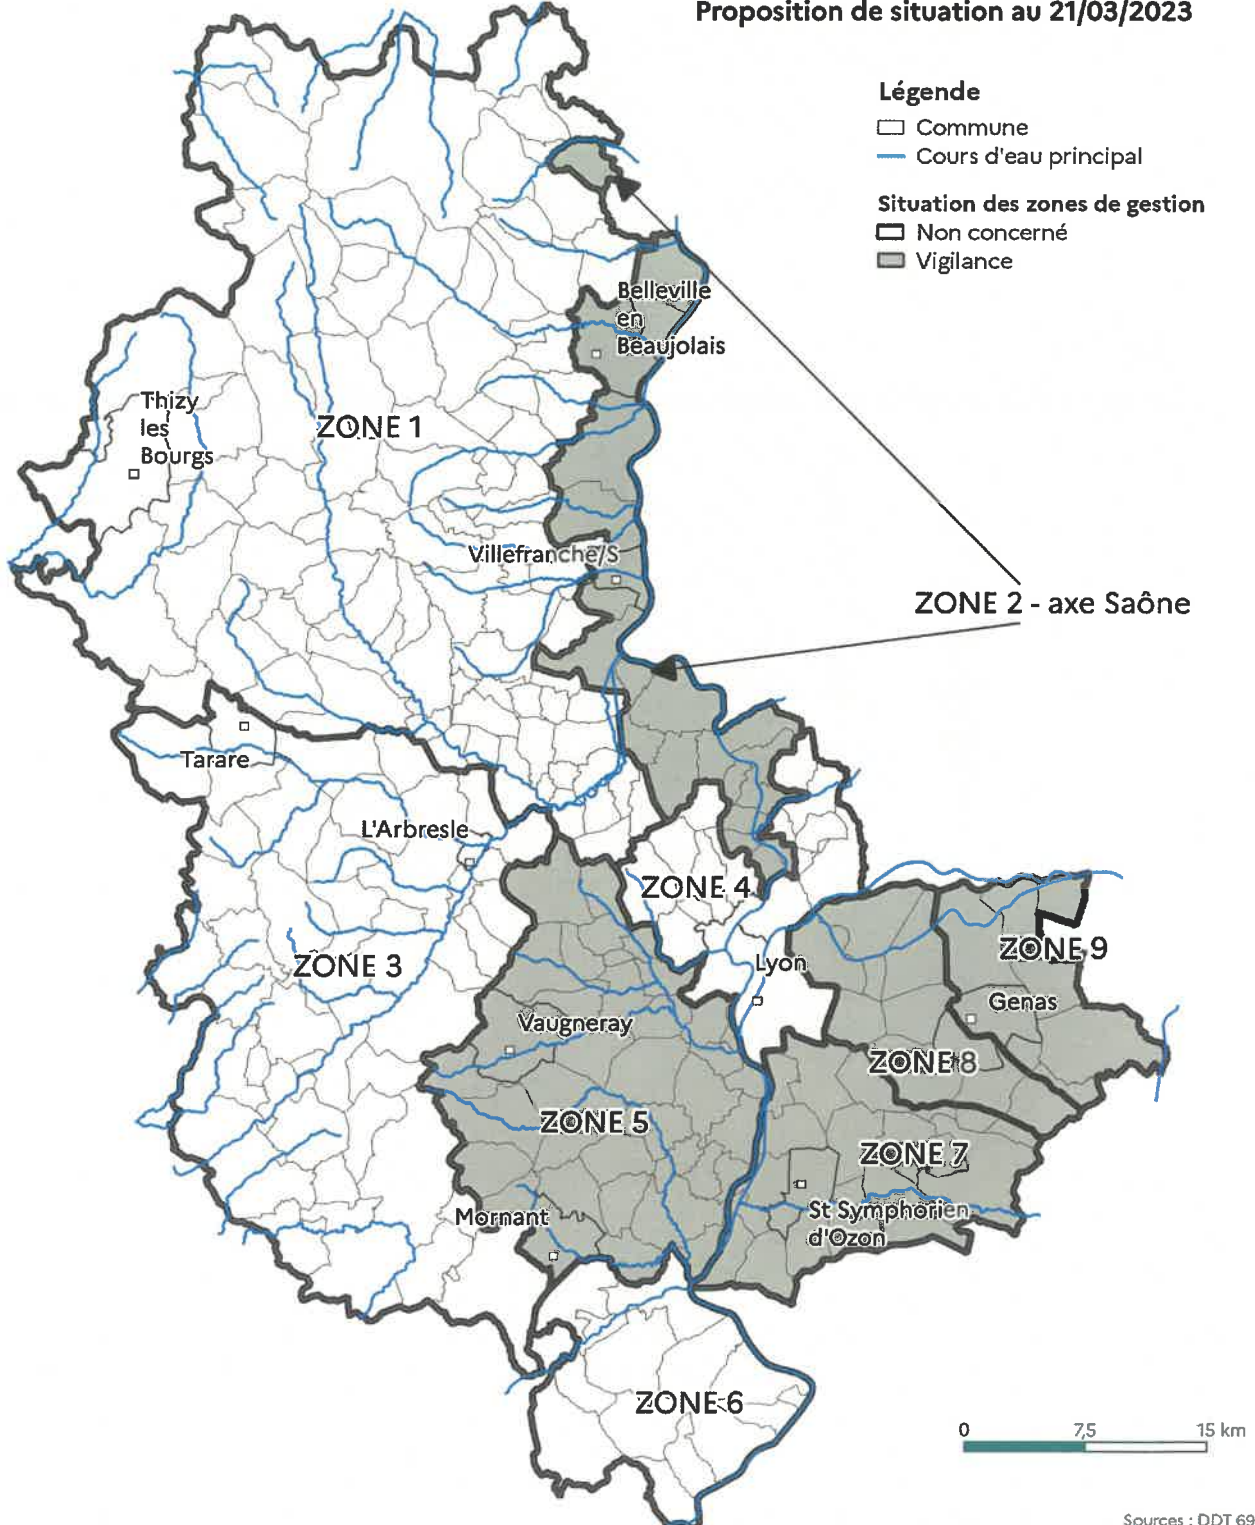 Proposition de situation au 21/03/2023
Légende
Commune
Cours d'eau principal
Situation des zones de gestion
Non concerné
Vigilance
Belleville
en
Beaujolais
Thizy
les
Bourgs
ZONE 1
Villefranche/S
ZONE 2 - axe Saône
Tarare
L'Arbresle
ZONE 4
ZONE 3
Lyon
ZONE 9
Genas
Vaugneray
ZONE 8
ZONE 5
ZONE 7
Mornant
St Symphorien
d'Ozon
ZONE 6
0 7,5 15 km
Sources : DDT 69